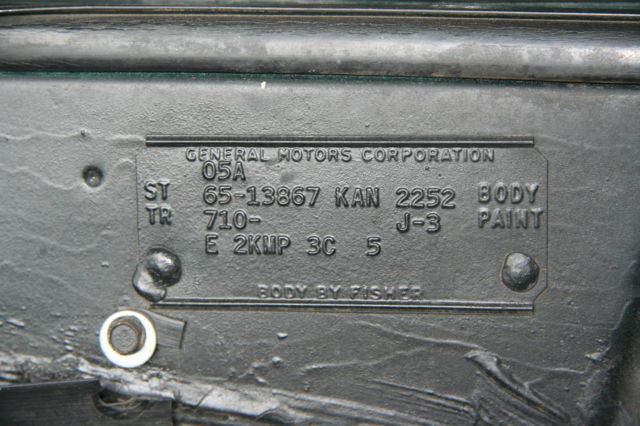 GENERAL MOTORS CORPORATION
05A
ST 65-13867 KAN 2252 BODY
TR 710- J-3 PAINT
E 2KMP 3C 5
BODY BY FISHER